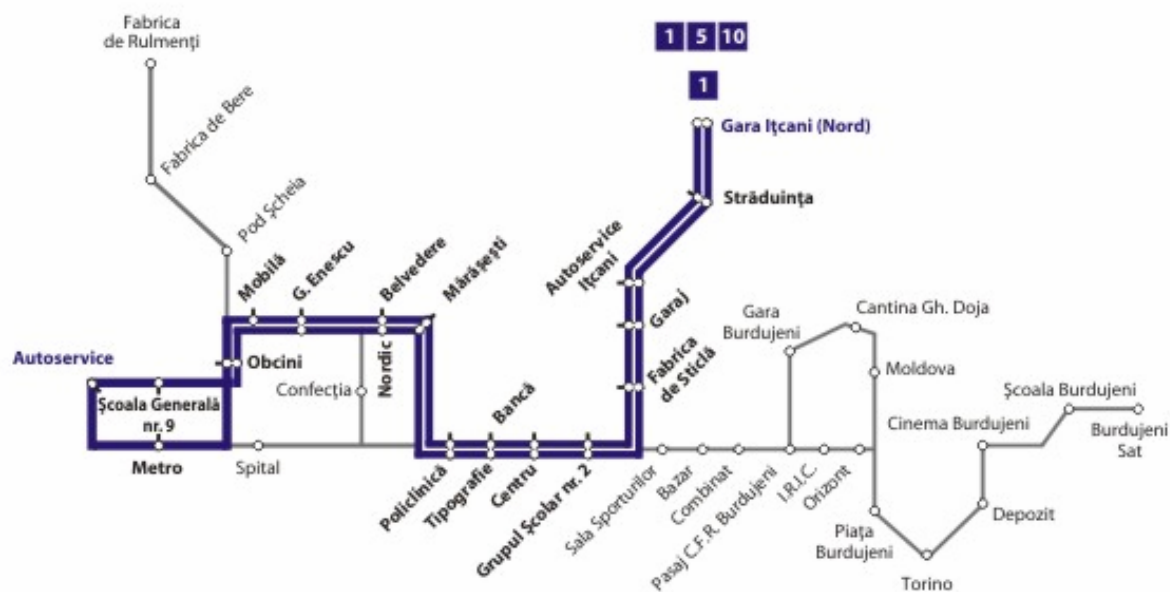 Fabrica
de Rulmenți
1 5 10
1
Gara Ițcani (Nord)
Fabrica de Bere
Străduința
Pod Șcheia
Mobilă
G. Enescu
Belvedere
Mărășești
Autoservice
Ițcani
Garaj
Cantina Gh. Doja
Gara
Burdujeni
Autoservice
Obcini
Nordic
Confecția
Fabrica
de Sticlă
Moldova
Școala Burdujeni
Școala Generală
nr. 9
Bancă
Cinema Burdujeni
Burdujeni
Sat
Metro
Spital
Policlinică
Tipografie
Centru
Grupul Școlar nr. 2
Sala Sporturilor
Bazar
Combinat
Pasaj C.F.R. Burdujeni
I.R.I.C.
Orizont
Piața
Burdujeni
Depozit
Torino